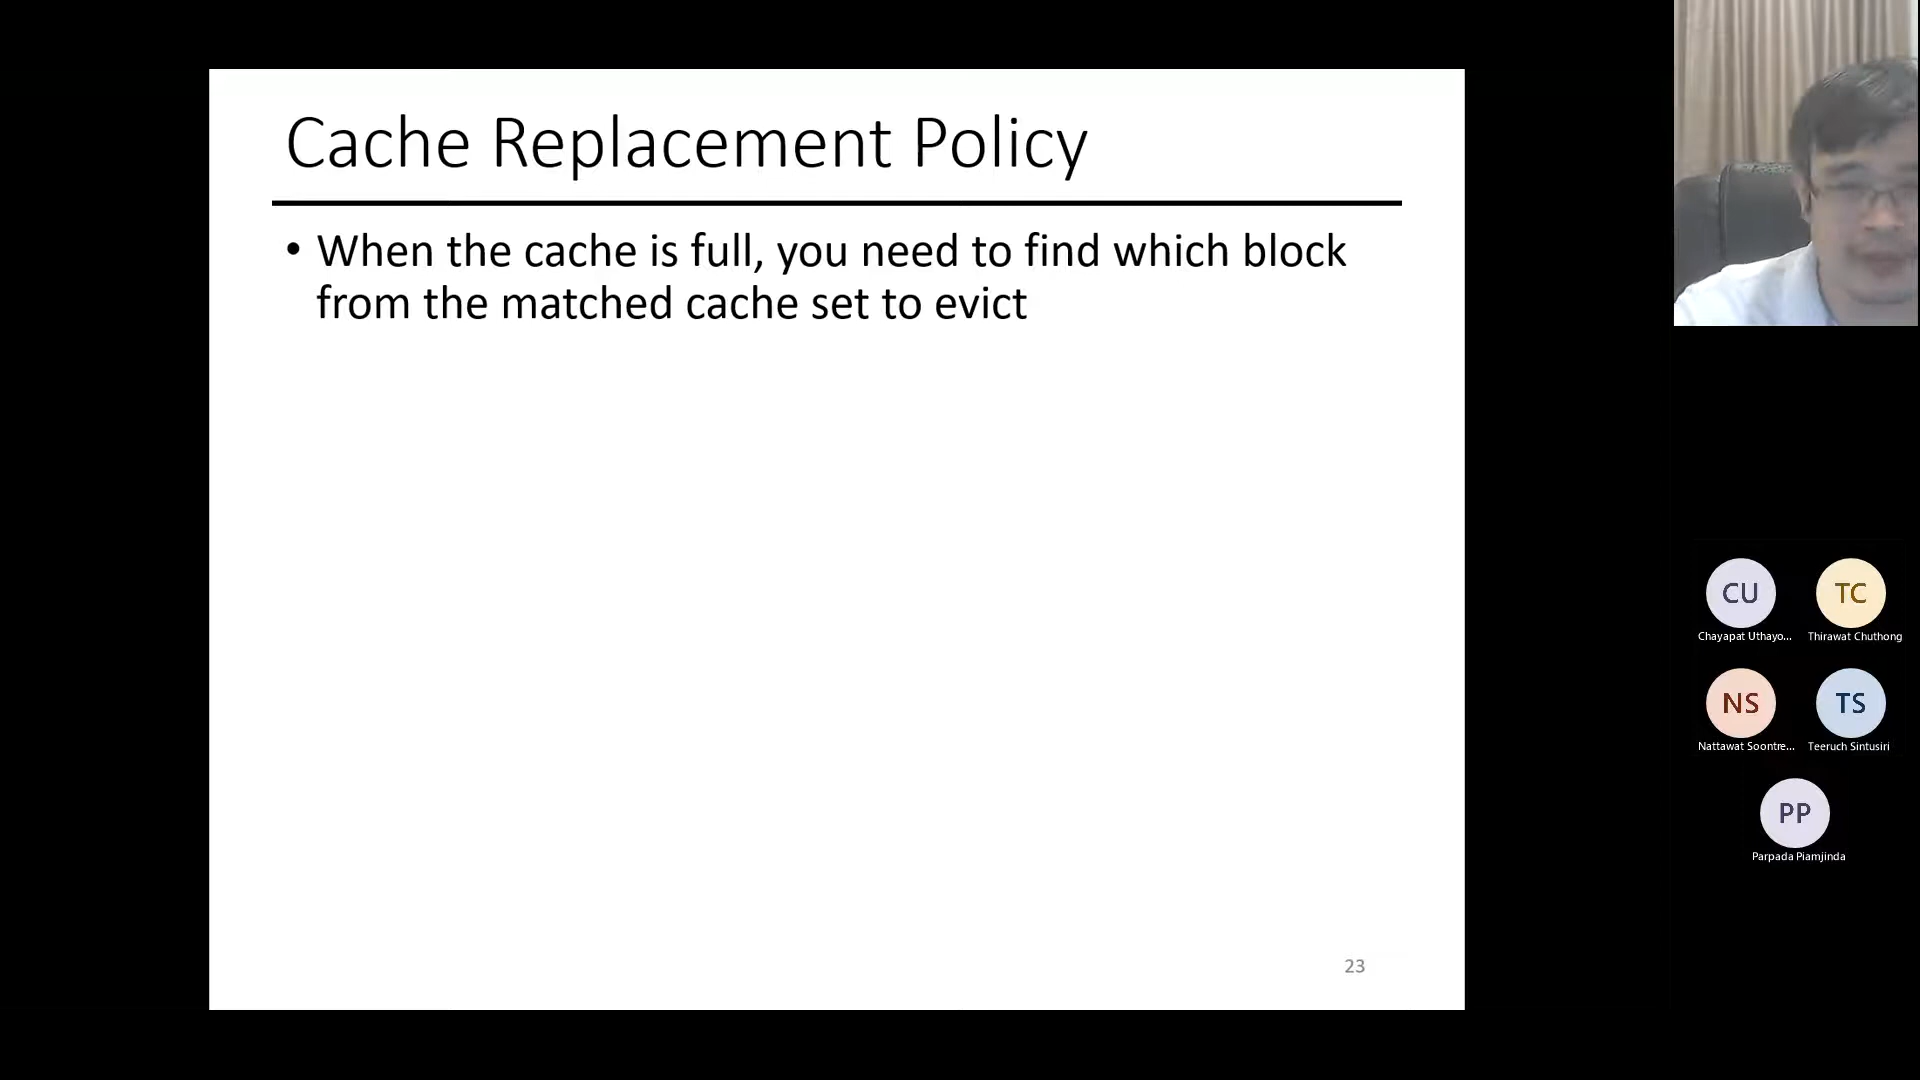 Cache Replacement Policy
• When the cache is full, you need to find which block
from the matched cache set to evict
23
CU
TC
Chayapat Uthayo...
Thirawat Chuthong
NS
TS
Nattawat Soontre...
Teeruch Sintusiri
PP
Parpada Piamjinda